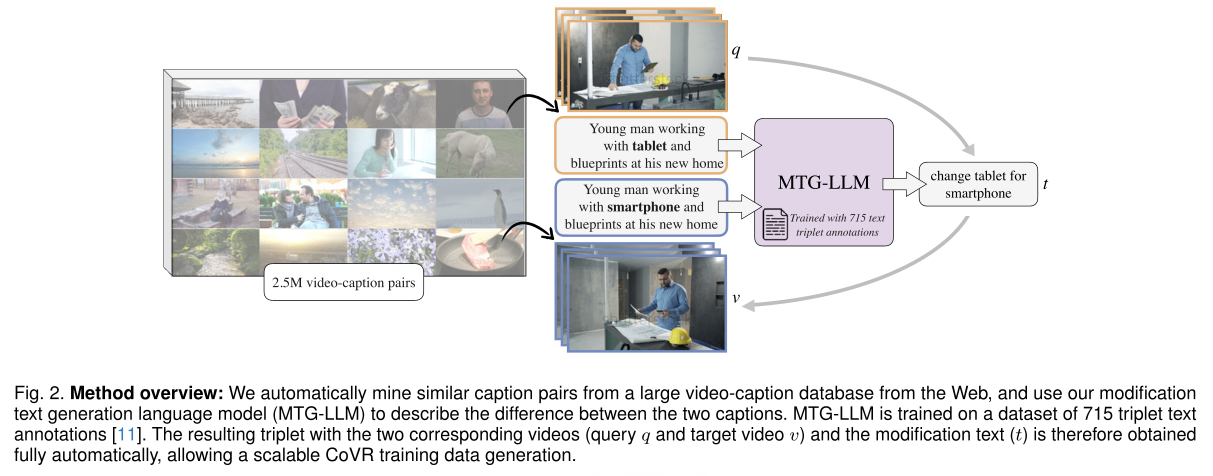 q
Young man working
with tablet and
blueprints at his new home
Young man working
with smartphone and
blueprints at his new home
MTG-LLM
Trained with 715 text
triplet annotations
change tablet for
smartphone
t
2.5M video-caption pairs
v
Fig. 2. Method overview: We automatically mine similar caption pairs from a large video-caption database from the Web, and use our modification
text generation language model (MTG-LLM) to describe the difference between the two captions. MTG-LLM is trained on a dataset of 715 triplet text
annotations [11]. The resulting triplet with the two corresponding videos (query q and target video v) and the modification text (t) is therefore obtained
fully automatically, allowing a scalable CoVR training data generation.